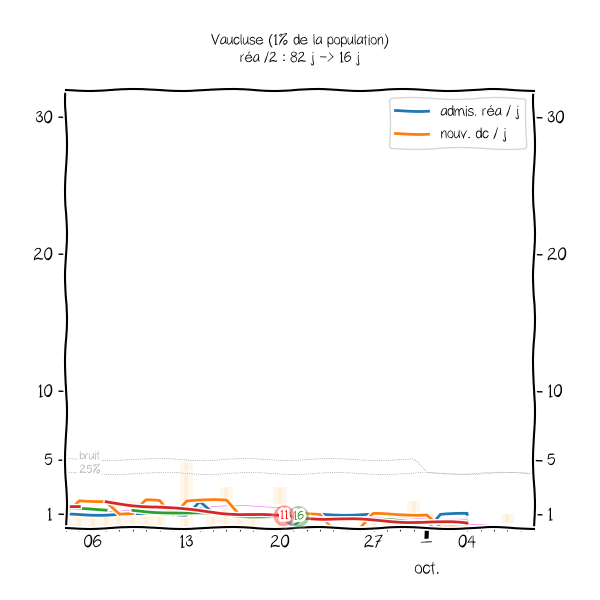 Vaucluse (1% de la population)
réa /2 : 82 j -> 16 j
admis. réa / j
nouv. dc / j
30 30
20 20
10 10
5 5
1 1
bruit
25%
11 16
06 13 20 27 1 04
oct.